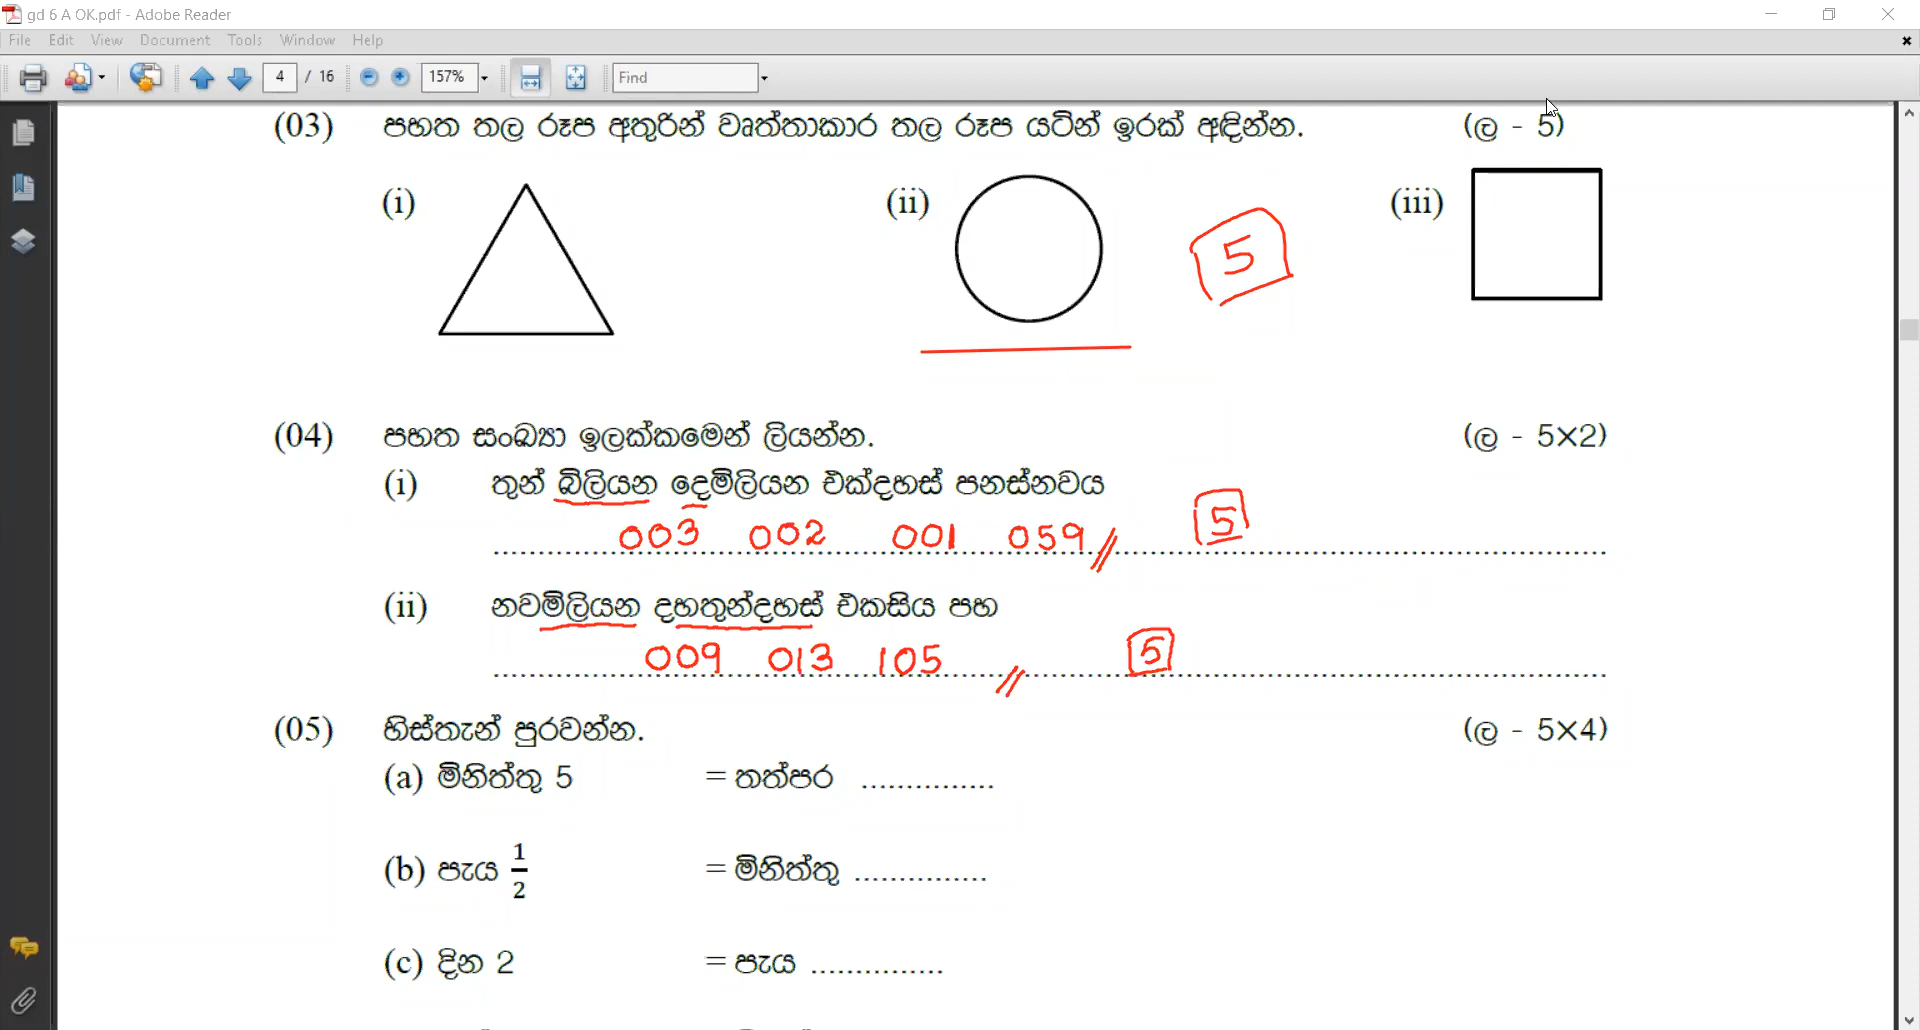 gd 6 A OK.pdf - Adobe Reader
File Edit View Document Tools Window Help
4 / 16 157% Find
(03) පහත තල රූප අතුරින් වෘත්තාකාර තල රූප යටින් ඉරක් අඳින්න. (ල - 5)
(i) (ii) 5 (iii)
(04) පහත සංඛ්‍යා ඉලක්කමෙන් ලියන්න. (ල - 5×2)
(i) තුන් බිලියන දෙමිලියන එක්දහස් පනස්නවය
003 002 001 059 // 5
(ii) නවමිලියන දහතුන්දහස් එකසිය පහ
009 013 105 // 5
(05) හිස්තැන් පුරවන්න. (ල - 5×4)
(a) මිනිත්තු 5 = තත්පර ...............
(b) පැය 1/2 = මිනිත්තු ...............
(c) දින 2 = පැය ...............